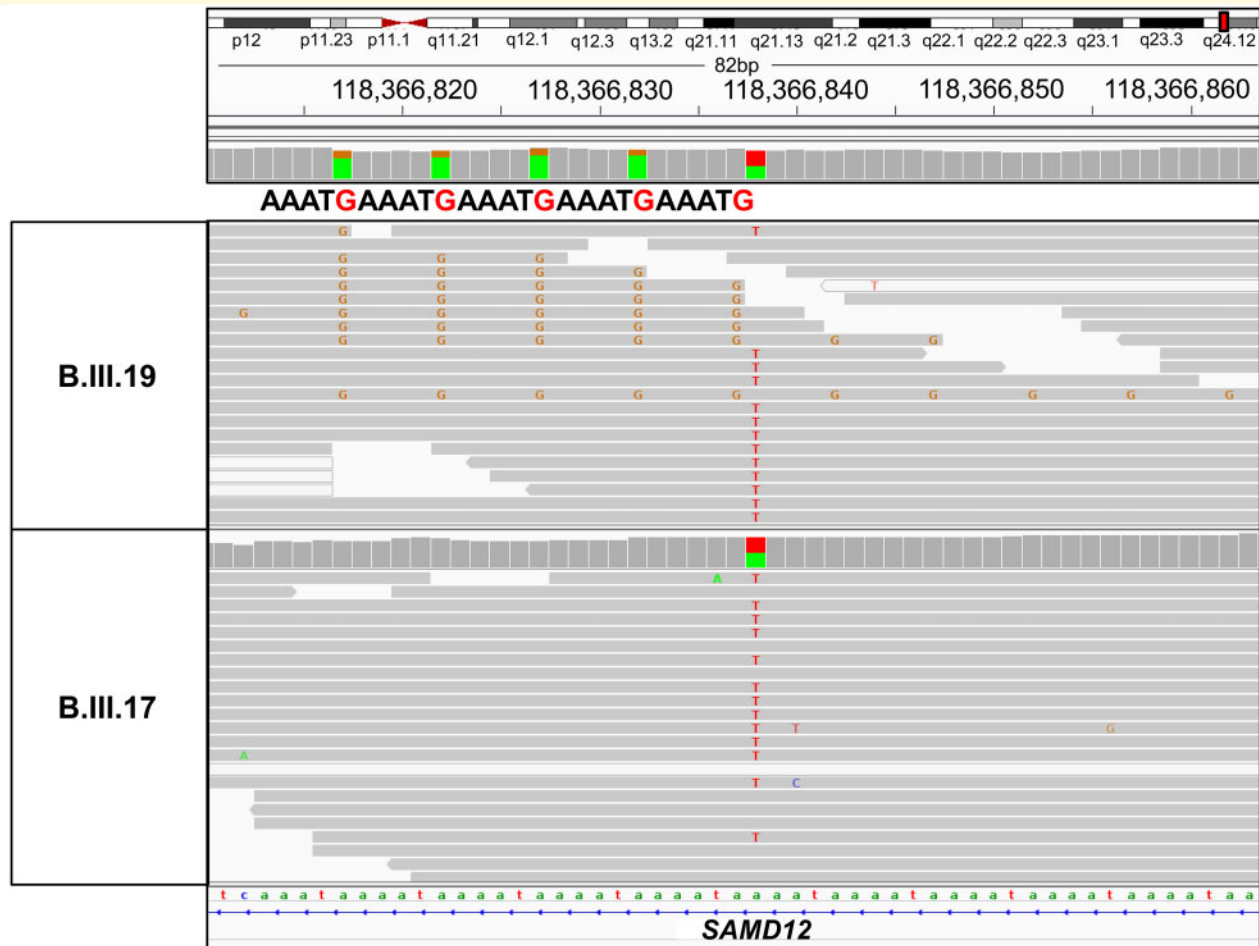 p12 p11.23 p11.1 q11.21 q12.1 q12.3 q13.2 q21.11 q21.13 q21.2 q21.3 q22.1 q22.2 q22.3 q23.1 q23.3 q24.12
82bp
118,366,820 118,366,830 118,366,840 118,366,850 118,366,860
AAATGAAATGAAATGAAATGAAATG
G T
G G G
G G G G
G G G G G T
G G G G G
G G G G G G
G G G G G
G G G G G G G
T
T
B.III.19
T
G G G G G G G G G G
T
T
T
T
T
T
T
T
T
A T
T
T
T
T
T
T
B.III.17
T
T T G
T
A T
T C
T
t c a a a t a a a a t a a a a t a a a a t a a a a t a a a a t a a a a t a a a a t a a a a t a a a a t a a
SAMD12